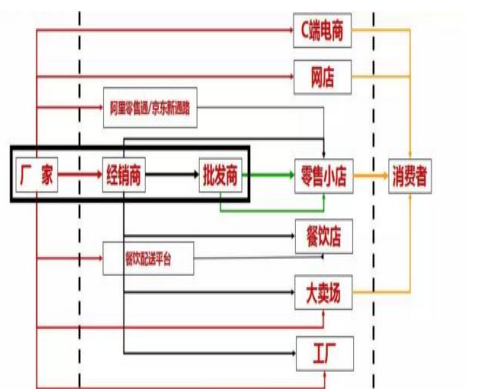 C端电商
网店
阿里零售通/京东新通路
厂 家
经销商
批发商
零售小店
消费者
餐饮店
餐饮配送平台
大卖场
工厂